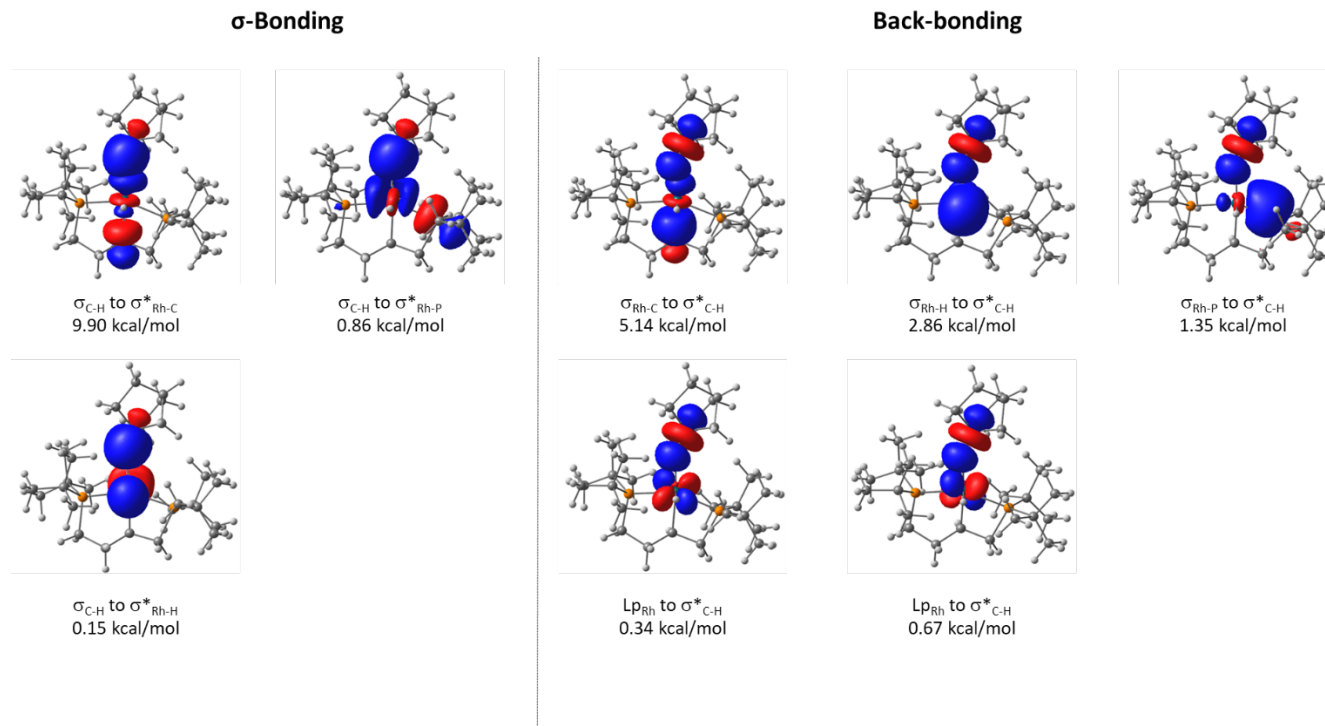 σ-Bonding
Back-bonding
σC-H to σ*Rh-C
9.90 kcal/mol
σC-H to σ*Rh-P
0.86 kcal/mol
σRh-C to σ*C-H
5.14 kcal/mol
σRh-H to σ*C-H
2.86 kcal/mol
σRh-P to σ*C-H
1.35 kcal/mol
σC-H to σ*Rh-H
0.15 kcal/mol
LpRh to σ*C-H
0.34 kcal/mol
LpRh to σ*C-H
0.67 kcal/mol